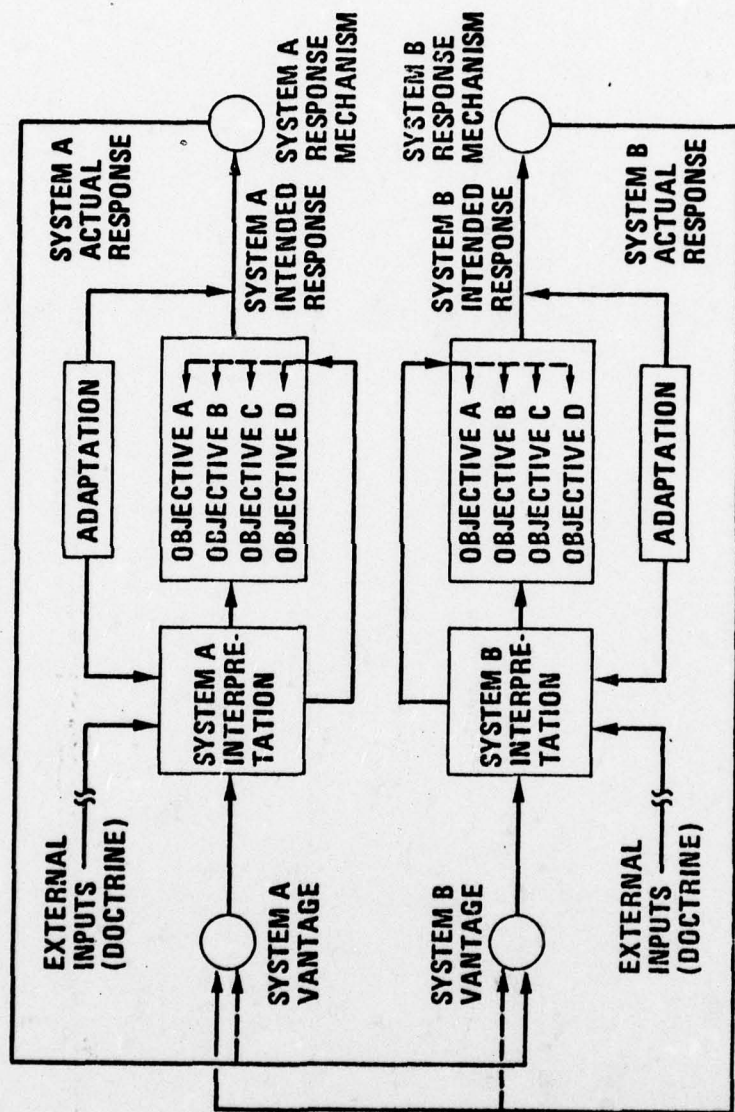 SYSTEM A
ACTUAL
RESPONSE
ADAPTATION
EXTERNAL
INPUTS
(DOCTRINE)
SYSTEM A
VANTAGE
SYSTEM A
INTERPRE-
TATION
OBJECTIVE A
OBJECTIVE B
OBJECTIVE C
OBJECTIVE D
SYSTEM A
INTENDED
RESPONSE
SYSTEM A
RESPONSE
MECHANISM
SYSTEM B
VANTAGE
SYSTEM B
INTERPRE-
TATION
OBJECTIVE A
OBJECTIVE B
OBJECTIVE C
OBJECTIVE D
SYSTEM B
INTENDED
RESPONSE
SYSTEM B
RESPONSE
MECHANISM
EXTERNAL
INPUTS
(DOCTRINE)
ADAPTATION
SYSTEM B
ACTUAL
RESPONSE